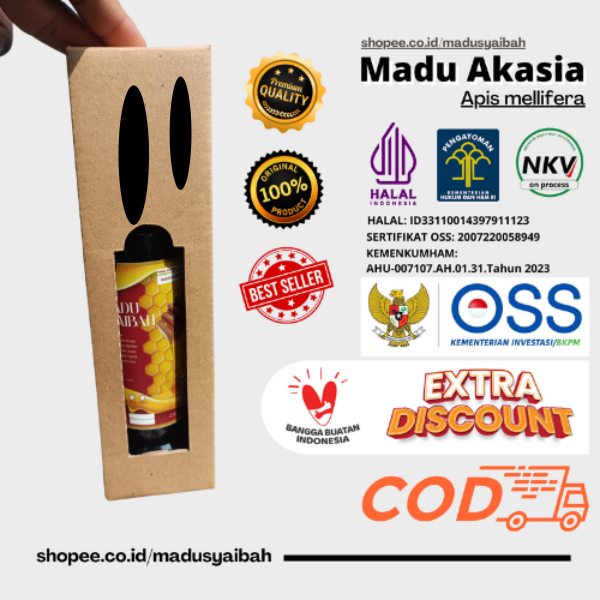 shopee.co.id/madusyaibah
Madu Akasia
Apis mellifera
Premium
QUALITY
ORIGINAL
100%
PRODUCT
BEST SELLER
HALAL
INDONESIA
PENGAYOMAN
KEMENTERIAN
HUKUM DAN HAM RI
NKV
on process
HALAL: ID33110014397911123
SERTIFIKAT OSS: 2007220058949
KEMENKUMHAM:
AHU-007107.AH.01.31.Tahun 2023
OSS
KEMENTERIAN INVESTASI/BKPM
BANGGA BUATAN
INDONESIA
EXTRA
DISCOUNT
COD
shopee.co.id/madusyaibah